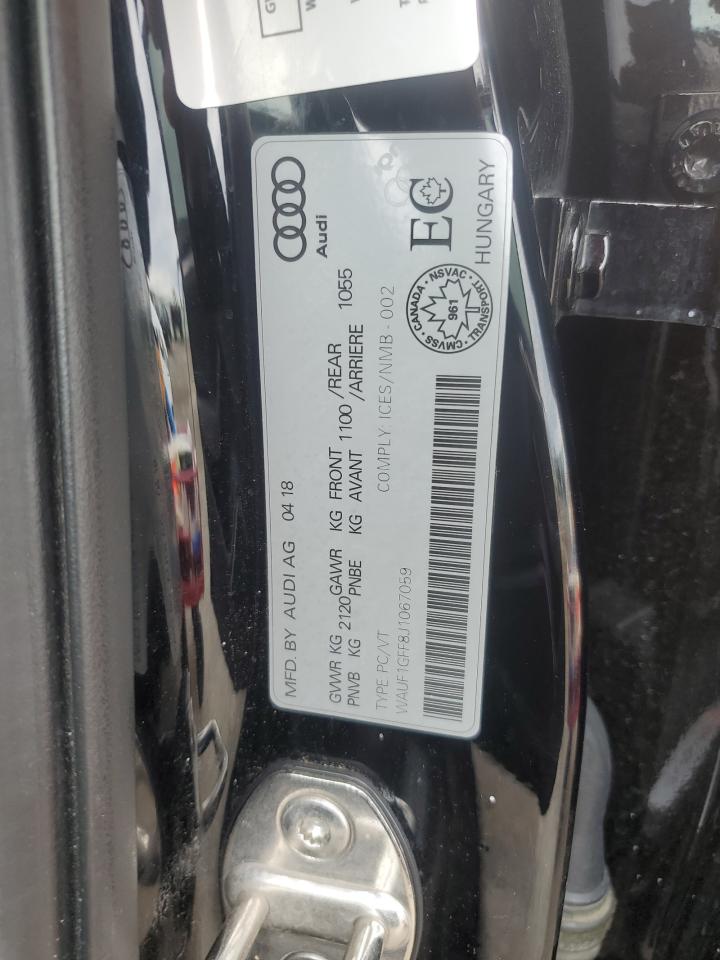 Audi
MFD. BY AUDI AG 04 18
GVWR KG 2120 GAWR KG FRONT 1100 /REAR 1055
PNVB KG PNBE KG AVANT /ARRIERE
TYPE PC/VT COMPLY: ICES/NMB - 002
WAUF1GFF8J1067059
CANADA · NSVAC · TRANSPORT · CMVSS ·
961
EC
HUNGARY